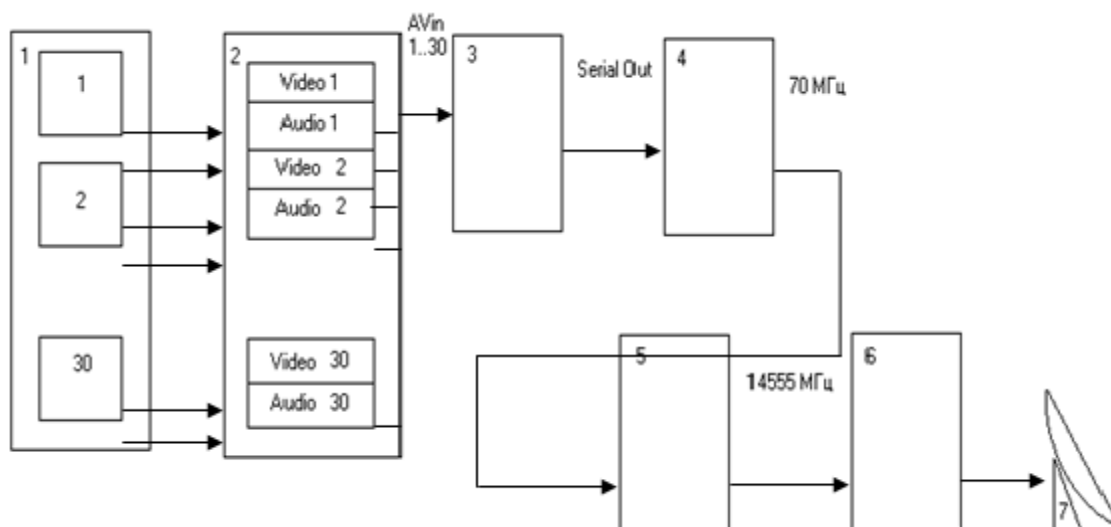 1
1
2
30
2
Video 1
Audio 1
Video 2
Audio 2
Video 30
Audio 30
AVin
1..30
3
Serial Out
4
70 МГц
5
14555 МГц
6
7